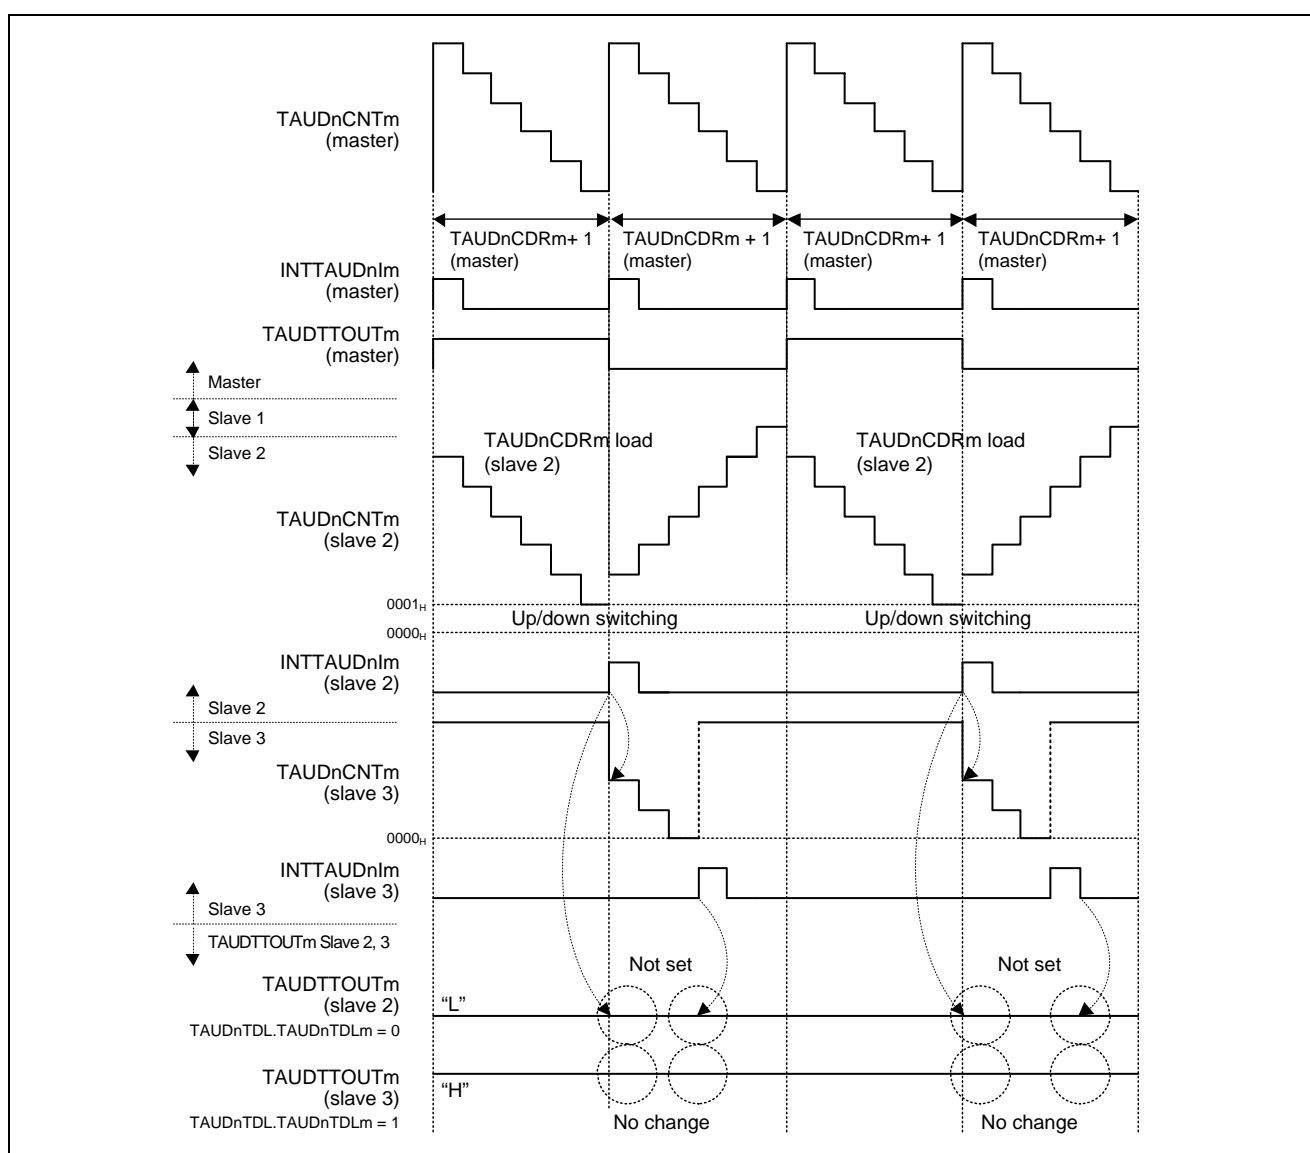 TAUDnCNTm
(master)
TAUDnCDRm+ 1
(master)
TAUDnCDRm + 1
(master)
TAUDnCDRm+ 1
(master)
TAUDnCDRm + 1
(master)
INTTAUDnIm
(master)
TAUDTTOUTm
(master)
Master
Slave 1
Slave 2
TAUDnCDRm load
(slave 2)
TAUDnCDRm load
(slave 2)
TAUDnCNTm
(slave 2)
0001H
Up/down switching
Up/down switching
0000H
INTTAUDnIm
(slave 2)
Slave 2
Slave 3
TAUDnCNTm
(slave 3)
0000H
INTTAUDnIm
(slave 3)
Slave 3
TAUDTTOUTm Slave 2, 3
Not set
Not set
TAUDTTOUTm
(slave 2)
“L”
TAUDnTDL.TAUDnTDLm = 0
TAUDTTOUTm
(slave 3)
“H”
TAUDnTDL.TAUDnTDLm = 1
No change
No change